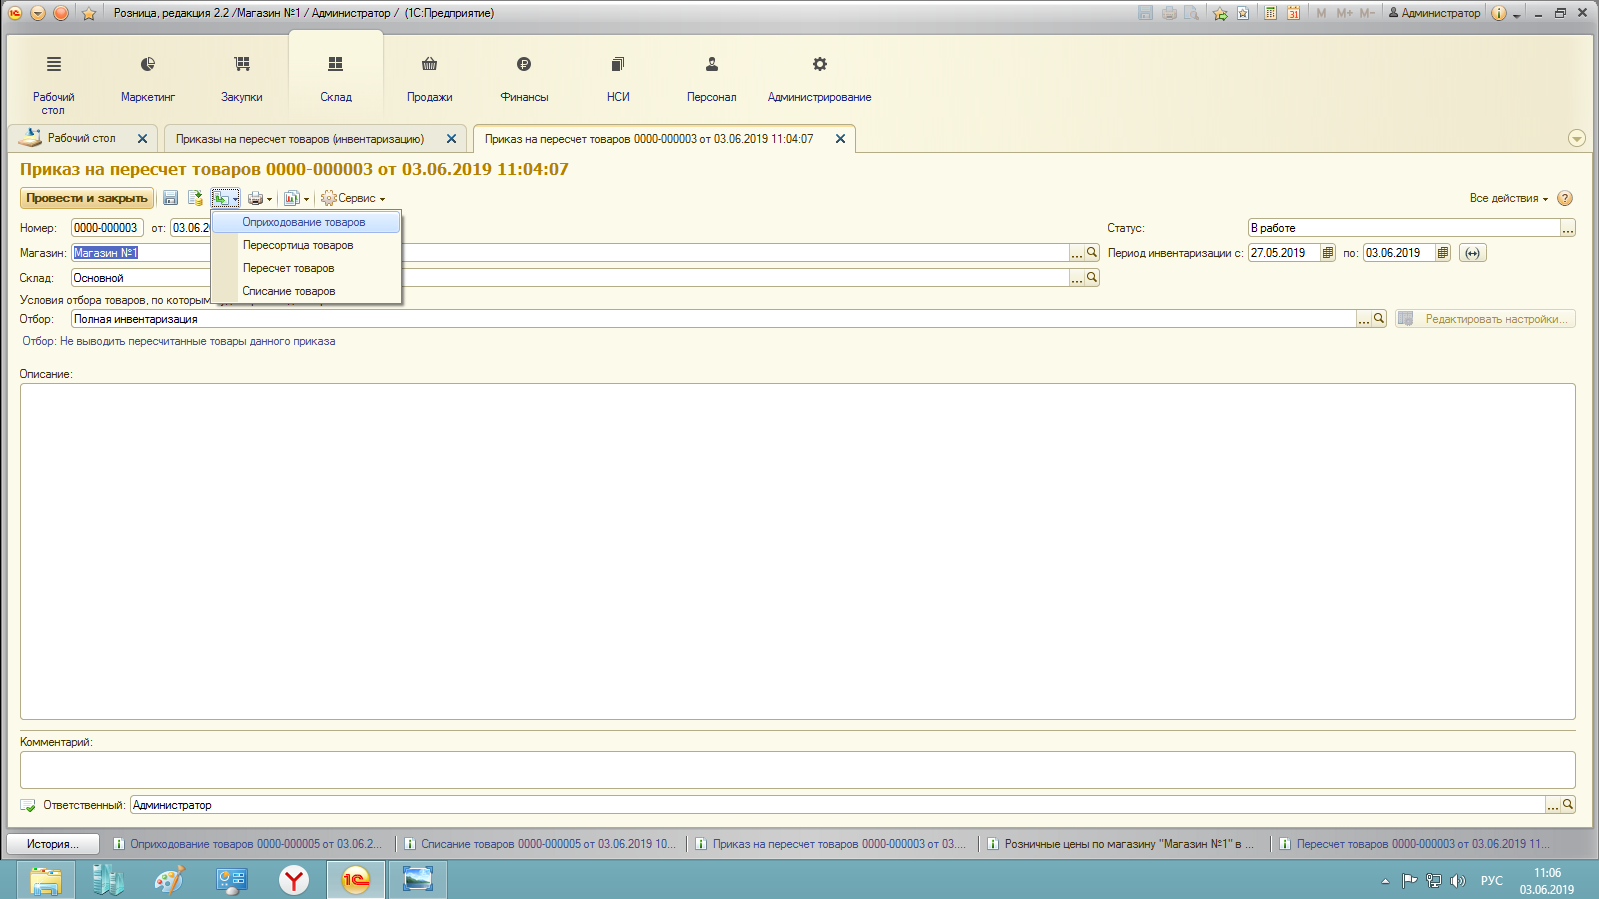 Розница, редакция 2.2 /Магазин №1 / Администратор / (1С:Предприятие)
31 M M+ M- Администратор
Рабочий стол
Маркетинг
Закупки
Склад
Продажи
Финансы
НСИ
Персонал
Администрирование
Рабочий стол
Приказы на пересчет товаров (инвентаризацию)
Приказ на пересчет товаров 0000-000003 от 03.06.2019 11:04:07
Приказ на пересчет товаров 0000-000003 от 03.06.2019 11:04:07
Провести и закрыть
Сервис
Все действия
?
Номер: 0000-000003 от: 03.06.2
Оприходование товаров
Пересортица товаров
Пересчет товаров
Списание товаров
Статус: В работе ...
Магазин: Магазин №1 ...
Период инвентаризации с: 27.05.2019 по: 03.06.2019
Склад: Основной ...
Условия отбора товаров, по которым
Отбор: Полная инвентаризация ...
Редактировать настройки...
Отбор: Не выводить пересчитанные товары данного приказа
Описание:
Комментарий:
Ответственный: Администратор ...
История...
Оприходование товаров 0000-000005 от 03.06.2...
Списание товаров 0000-000005 от 03.06.2019 10...
Приказ на пересчет товаров 0000-000003 от 03....
Розничные цены по магазину "Магазин №1" в ...
Пересчет товаров 0000-000003 от 03.06.2019 11...
Y
1С
РУС
11:06
03.06.2019